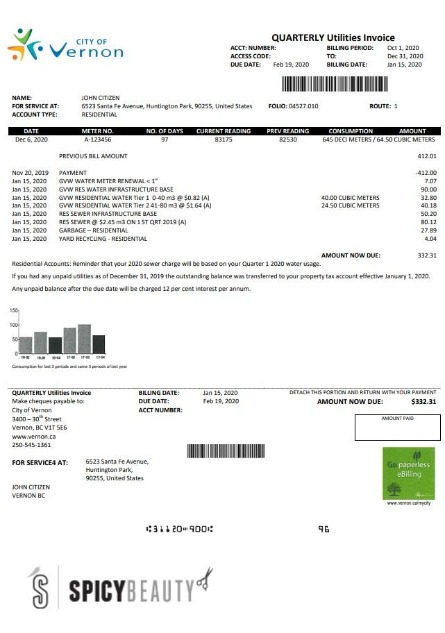 CITY OF
Vernon
QUARTERLY Utilities Invoice
ACCT: NUMBER: BILLING PERIOD: Oct 1, 2020
ACCESS CODE: TO: Dec 31, 2020
DUE DATE: Feb 19, 2020 BILLING DATE: Jan 15, 2020
NAME: JOHN CITIZEN
FOR SERVICE AT: 6523 Santa Fe Avenue, Huntington Park, 90255, United States FOLIO: 04527.010 ROUTE: 1
ACCOUNT TYPE: RESIDENTIAL
DATE METER NO. NO. OF DAYS CURRENT READING PREV READING CONSUMPTION AMOUNT
Dec 6, 2020 A-123456 97 83175 82530 645 DECI METERS / 64.50 CUBIC METERS
PREVIOUS BILL AMOUNT 412.01
Nov 20, 2019 PAYMENT -412.00
Jan 15, 2020 GVW WATER METER RENEWAL < 1" 7.07
Jan 15, 2020 GVW RES WATER INFRASTRUCTURE BASE 90.00
Jan 15, 2020 GVW RESIDENTIAL WATER Tier 1 0-40 m3 @ $0.82 (A) 40.00 CUBIC METERS 32.80
Jan 15, 2020 GVW RESIDENTIAL WATER Tier 2 41-80 m3 $1.64 (A) 24.50 CUBIC METERS 40.18
Jan 15, 2020 RES SEWER INFRASTRUCTURE BASE 50.20
Jan 15, 2020 RES SEWER @ $2.45 m3 ON 1 ST QRT 2019 (A) 80.12
Jan 15, 2020 GARBAGE – RESIDENTIAL 27.89
Jan 15, 2020 YARD RECYCLING - RESIDENTIAL 4.04
AMOUNT NOW DUE: 332.31
Residential Accounts: Reminder that your 2020 sewer charge will be based on your Quarter 1 2020 water usage.
If you had any unpaid utilities as of December 31, 2019 the outstanding balance was transferred to your property tax account effective January 1, 2020.
Any unpaid balance after the due date will be charged 12 per cent interest per annum.
150
100
50
0
Consumption for last 3 periods and same 3 periods of last year
QUARTERLY Utilities Invoice BILLING DATE: Jan 15, 2020 DETACH THIS PORTION AND RETURN WITH YOUR PAYMENT
Make cheques payable to: DUE DATE: Feb 19, 2020 AMOUNT NOW DUE: $332.31
City of Vernon ACCT NUMBER:
3400 – 30th Street
Vernon, BC V1T 5E6
www.vernon.ca
250-545-1361
AMOUNT PAID
FOR SERVICE4 AT: 6523 Santa Fe Avenue,
Huntington Park,
90255, United States
JOHN CITIZEN
VERNON BC
Go paperless
eBilling
www.vernon.ca/mycity
⑆31120⑉900⑆ 96
SPICYBEAUTY